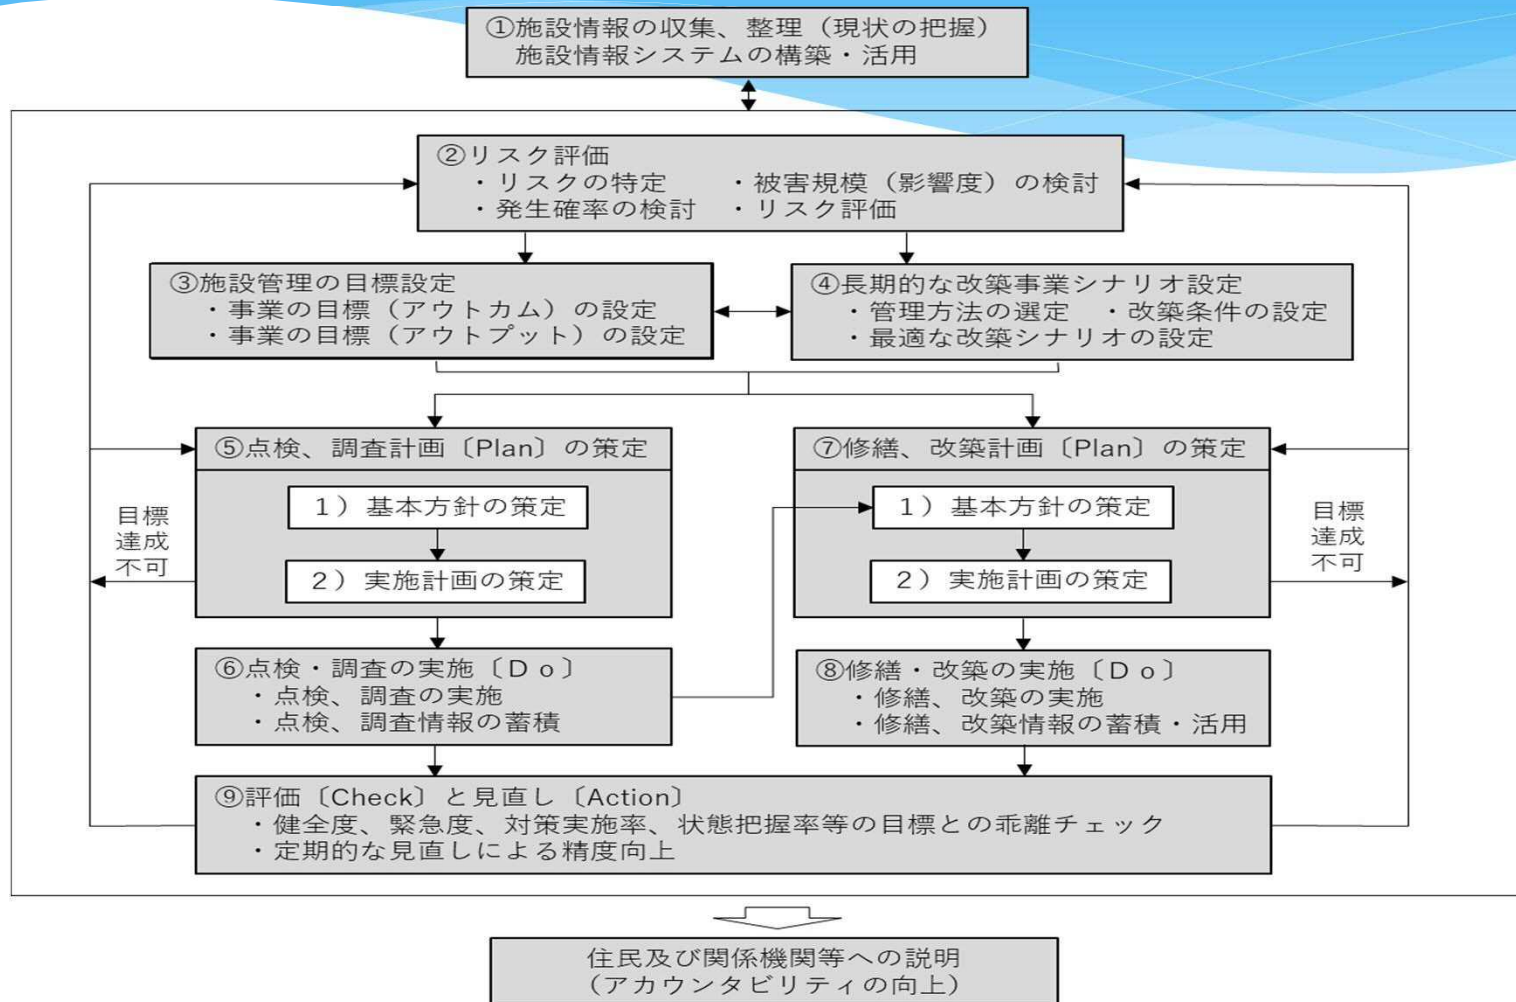 ①施設情報の収集、整理（現状の把握）
施設情報システムの構築・活用
②リスク評価
・リスクの特定　・被害規模（影響度）の検討
・発生確率の検討　・リスク評価
③施設管理の目標設定
・事業の目標（アウトカム）の設定
・事業の目標（アウトプット）の設定
④長期的な改築事業シナリオ設定
・管理方法の選定　・改築条件の設定
・最適な改築シナリオの設定
⑤点検、調査計画〔Plan〕の策定
1）基本方針の策定
2）実施計画の策定
目標
達成
不可
⑦修繕、改築計画〔Plan〕の策定
1）基本方針の策定
2）実施計画の策定
目標
達成
不可
⑥点検・調査の実施〔Do〕
・点検、調査の実施
・点検、調査情報の蓄積
⑧修繕・改築の実施〔Do〕
・修繕、改築の実施
・修繕、改築情報の蓄積・活用
⑨評価〔Check〕と見直し〔Action〕
・健全度、緊急度、対策実施率、状態把握率等の目標との乖離チェック
・定期的な見直しによる精度向上
住民及び関係機関等への説明
（アカウンタビリティの向上）